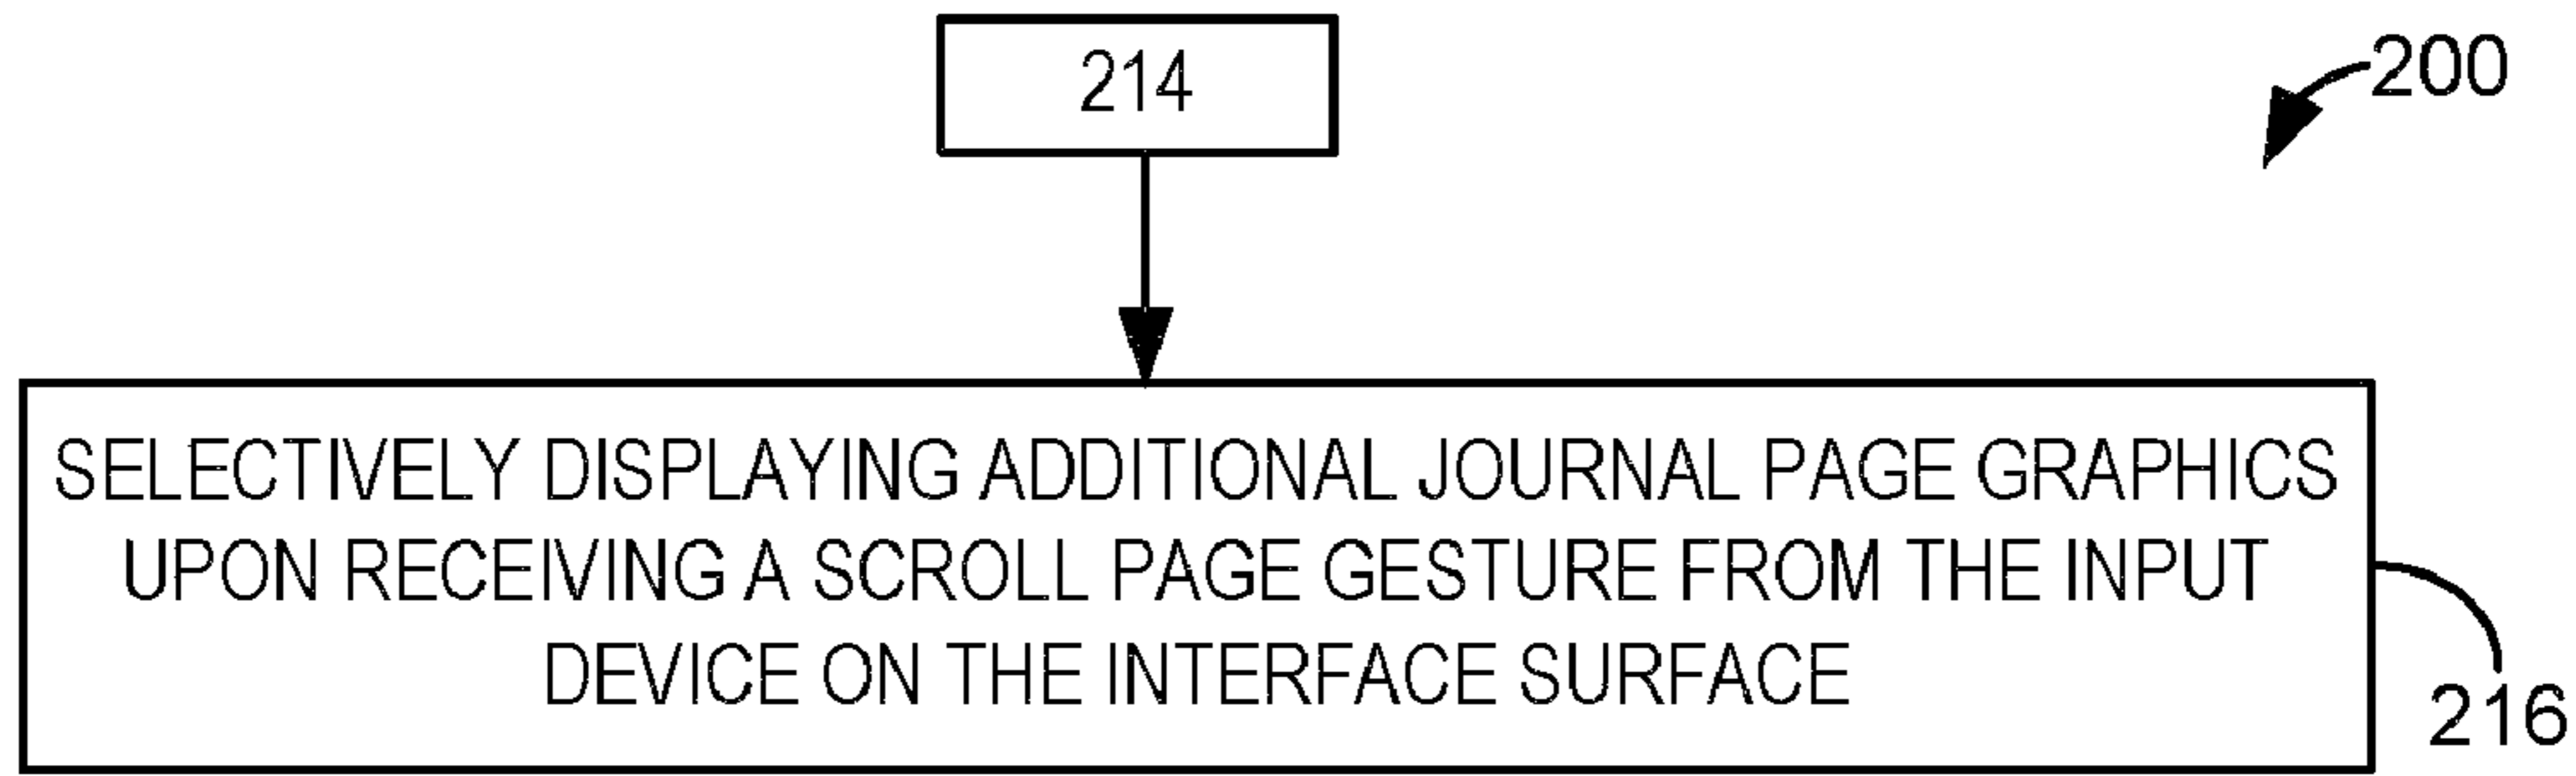 214
200
SELECTIVELY DISPLAYING ADDITIONAL JOURNAL PAGE GRAPHICS
UPON RECEIVING A SCROLL PAGE GESTURE FROM THE INPUT
DEVICE ON THE INTERFACE SURFACE
216